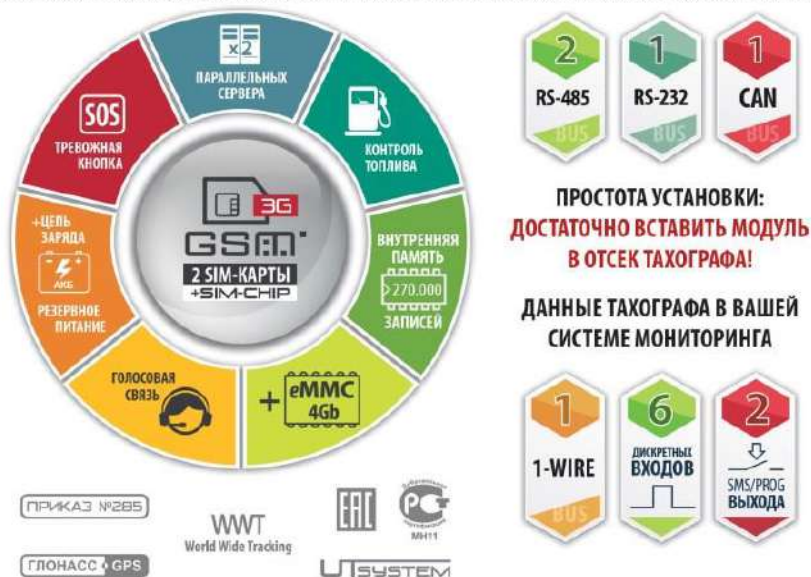 x2
ПАРАЛЛЕЛЬНЫХ
СЕРВЕРА
SOS
ТРЕВОЖНАЯ
КНОПКА
КОНТРОЛЬ
ТОПЛИВА
+ЦЕПЬ
ЗАРЯДА
АКБ
РЕЗЕРВНОЕ
ПИТАНИЕ
3G
GSM
2 SIM-КАРТЫ
+SIM-CHIP
ВНУТРЕННЯЯ
ПАМЯТЬ
>270.000
ЗАПИСЕЙ
ГОЛОСОВАЯ
СВЯЗЬ
+
eMMC
4Gb
2
RS-485
BUS
1
RS-232
BUS
1
CAN
BUS
ПРОСТОТА УСТАНОВКИ:
ДОСТАТОЧНО ВСТАВИТЬ МОДУЛЬ
В ОТСЕК ТАХОГРАФА!
ДАННЫЕ ТАХОГРАФА В ВАШЕЙ
СИСТЕМЕ МОНИТОРИНГА
1
1-WIRE
BUS
6
ДИСКРЕТНЫХ
ВХОДОВ
2
SMS/PROG
ВЫХОДА
ПРИКАЗ №285
WWT
World Wide Tracking
ЕАС
МН11
ГЛОНАСС GPS
UTSYSTEM